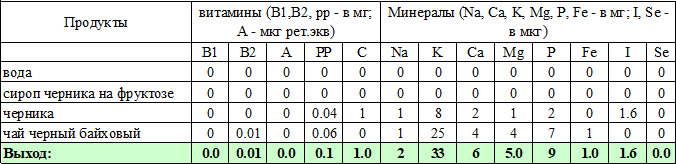 Продукты витамины (B1,B2, pp - в мг; А - мкг рет.экв) Минералы (Na, Ca, K, Mg, P, Fe - в мг; I, Se - в мкг)
B1 B2 A PP C Na K Ca Mg P Fe I Se
вода 0 0 0 0 0 0 0 0 0 0 0 0 0
сироп черника на фруктозе 0 0 0 0 0 0 0 0 0 0 0 0 0
черника 0 0 0 0.04 1 1 8 2 1 2 0 1.6 0
чай черный байховый 0 0.01 0 0.06 0 1 25 4 4 7 1 0 0
Выход: 0.0 0.01 0.0 0.1 1.0 2 33 6 5.0 9 1.0 1.6 0.0